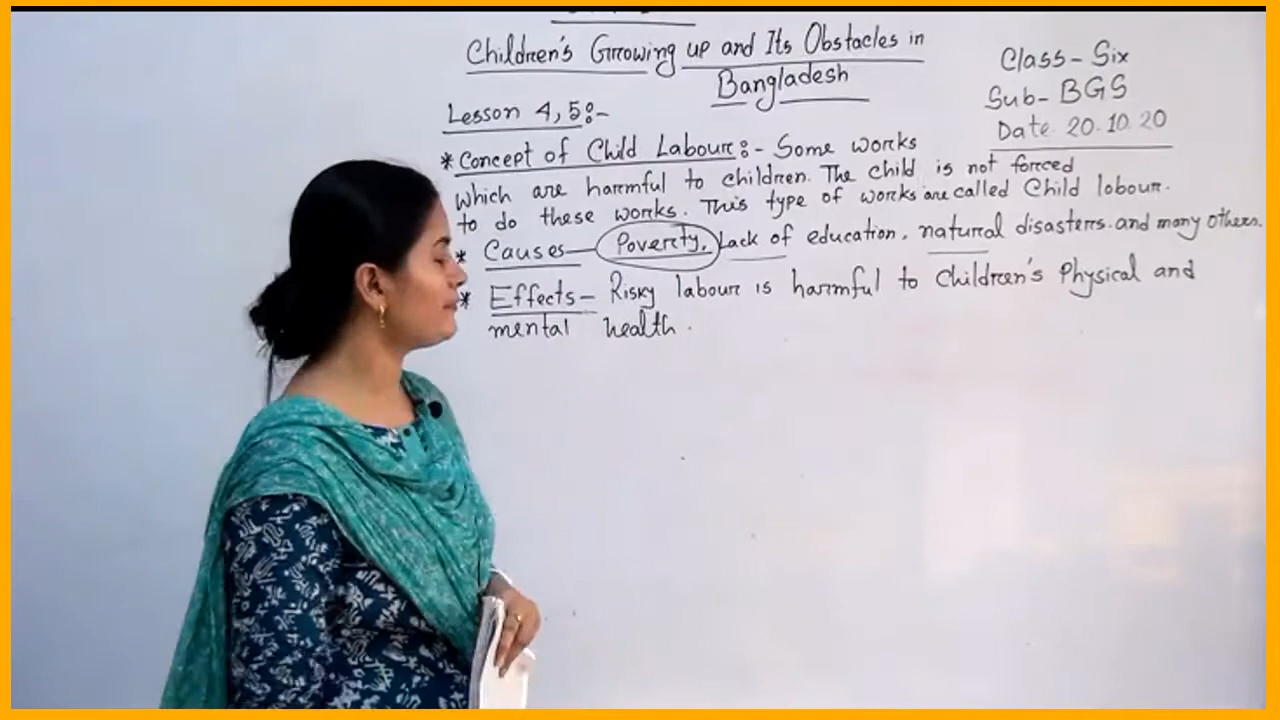 Children's Growing up and Its Obstacles in
Bangladesh
Class - Six
Sub - BGS
Date 20.10.20
Lesson 4,5:-
* Concept of Child Labour:- Some works
which are harmful to children. The child is not forced
to do these works. This type of works are called Child lobour.
* Causes — Poverty, Lack of education, natural disasters. and many others.
* Effects - Risky labour is harmful to children's Physical and
mental health.